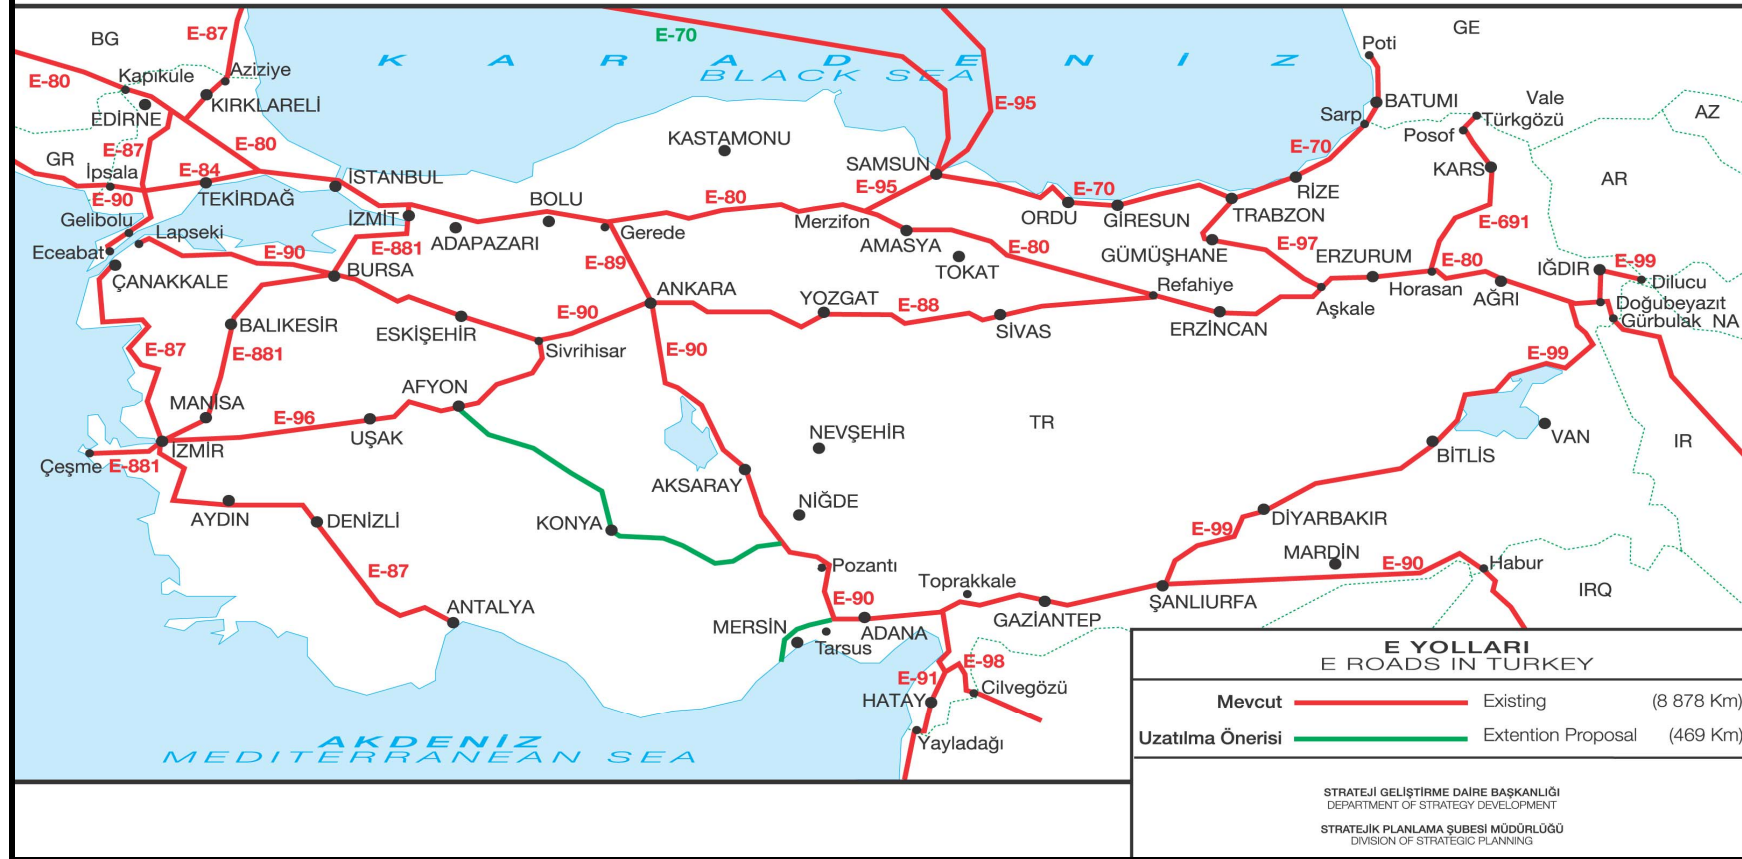 BG
E-87
E-70
GE
Poti
K A R A D E N I Z
BLACK SEA
E-80
Kapıkule
Aziziye
KIRKLARELİ
EDİRNE
E-95
BATUMI
Sarp
Vale
Türkgözü
Posof
AZ
E-87
E-80
KASTAMONU
E-70
GR
İpsala
E-84
SAMSUN
KARS
AR
E-90
TEKİRDAĞ
İSTANBUL
E-95
E-70
RİZE
Gelibolu
Lapseki
İZMİT
BOLU
E-80
Merzifon
ORDU
GİRESUN
TRABZON
E-691
Eceabat
E-90
E-881
ADAPAZARI
Gerede
AMASYA
E-80
GÜMÜŞHANE
E-97
ERZURUM
E-80
IĞDIR
E-99
Dilucu
ÇANAKKALE
BURSA
E-89
TOKAT
Refahiye
Aşkale
Horasan
AĞRI
Doğubeyazıt
Gürbulak
NA
BALIKESİR
ESKİŞEHİR
E-90
ANKARA
YOZGAT
E-88
SİVAS
ERZİNCAN
E-87
E-881
Sivrihisar
E-90
E-99
MANİSA
AFYON
E-96
UŞAK
NEVŞEHİR
TR
VAN
IR
İZMİR
Çeşme
E-881
BİTLİS
AKSARAY
NİĞDE
AYDIN
DENİZLİ
KONYA
E-99
DİYARBAKIR
MARDİN
E-90
Habur
E-87
Pozantı
Toprakkale
ŞANLIURFA
IRQ
ANTALYA
E-90
MERSİN
Tarsus
ADANA
GAZİANTEP
E-98
E-91
Cilvegözü
HATAY
Yayladağı
AKDENİZ
MEDITERRANEAN SEA
E YOLLARI
E ROADS IN TURKEY
Mevcut Existing (8 878 Km)
Uzatılma Önerisi Extention Proposal (469 Km)
STRATEJİ GELİŞTİRME DAİRE BAŞKANLIĞI
DEPARTMENT OF STRATEGY DEVELOPMENT
STRATEJİK PLANLAMA ŞUBESİ MÜDÜRLÜĞÜ
DIVISION OF STRATEGIC PLANNING